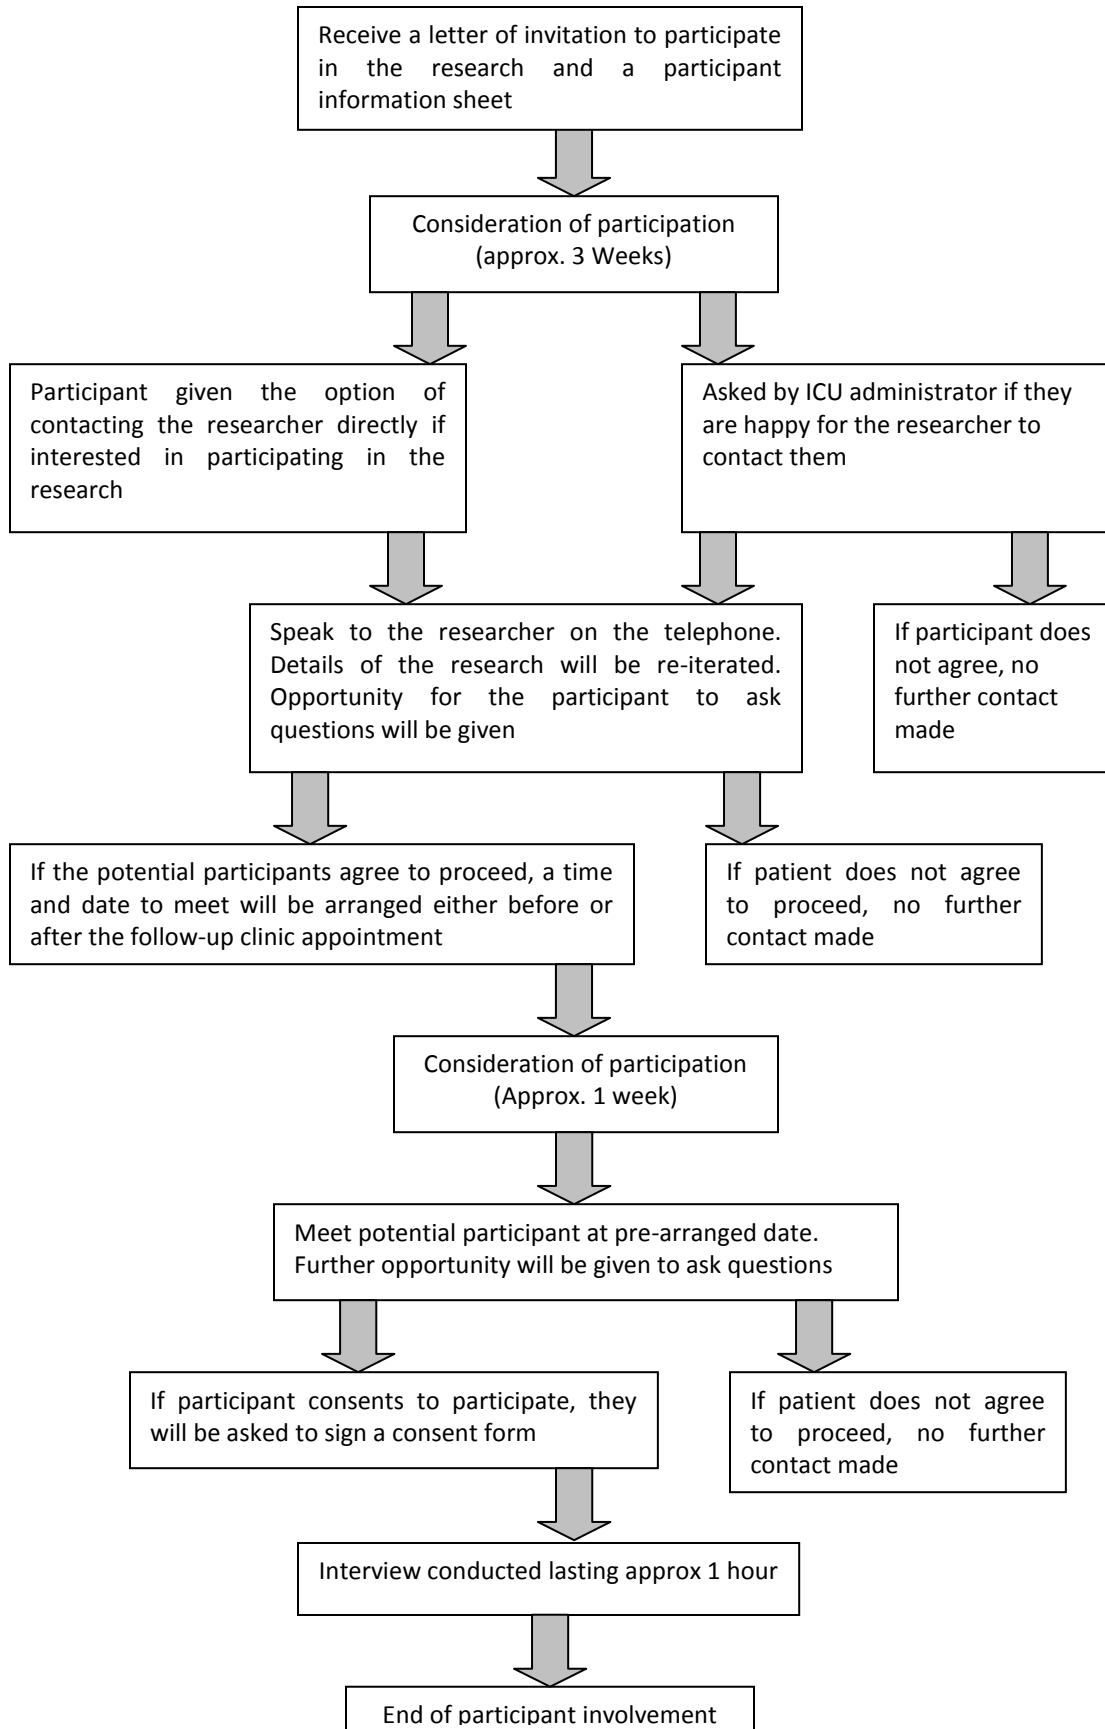 Receive a letter of invitation to participate
in the research and a participant
information sheet
Consideration of participation
(approx. 3 Weeks)
Participant given the option of
contacting the researcher directly if
interested in participating in the
research
Asked by ICU administrator if they
are happy for the researcher to
contact them
Speak to the researcher on the telephone.
Details of the research will be re-iterated.
Opportunity for the participant to ask
questions will be given
If participant does
not agree, no
further contact
made
If the potential participants agree to proceed, a time
and date to meet will be arranged either before or
after the follow-up clinic appointment
If patient does not agree
to proceed, no further
contact made
Consideration of participation
(Approx. 1 week)
Meet potential participant at pre-arranged date.
Further opportunity will be given to ask questions
If participant consents to participate, they
will be asked to sign a consent form
If patient does not agree
to proceed, no further
contact made
Interview conducted lasting approx 1 hour
End of participant involvement